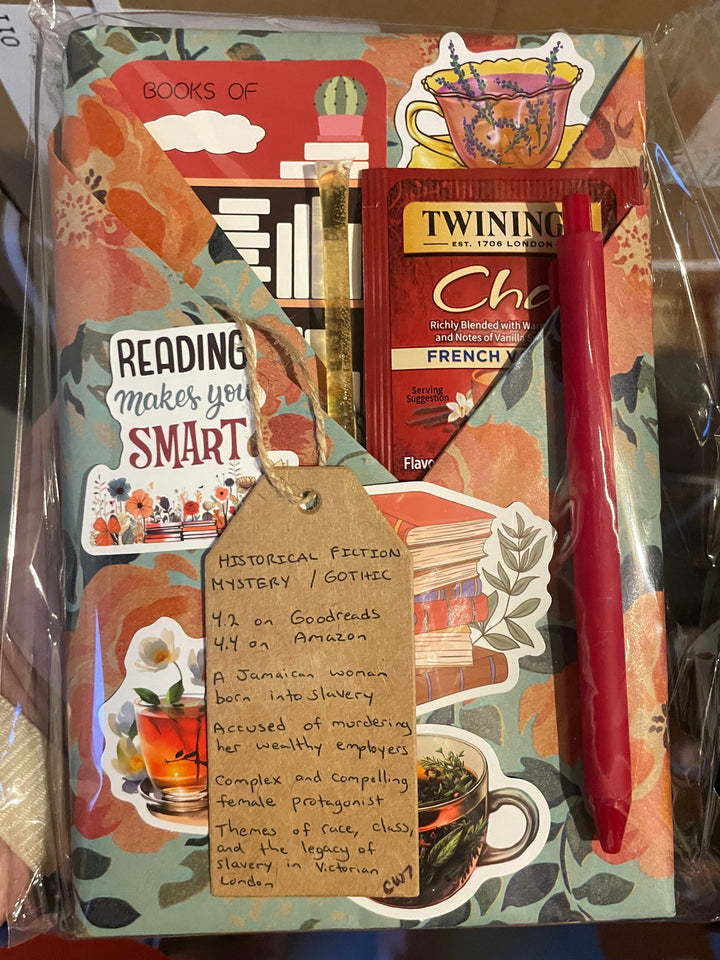 BOOKS OF
TWINING
EST. 1706 LONDON
Richly Blended with
and Notes of Vanilla
FRENCH
Serving
Suggestion
READING
makes you
SMART
HISTORICAL FICTION
MYSTERY / GOTHIC
4.2 on Goodreads
4.4 on Amazon
A Jamaican woman
born into slavery
Accused of murdering
her wealthy employers
Complex and compelling
female protagonist
Themes of race, class,
and the legacy of
slavery in Victorian
London
CW7